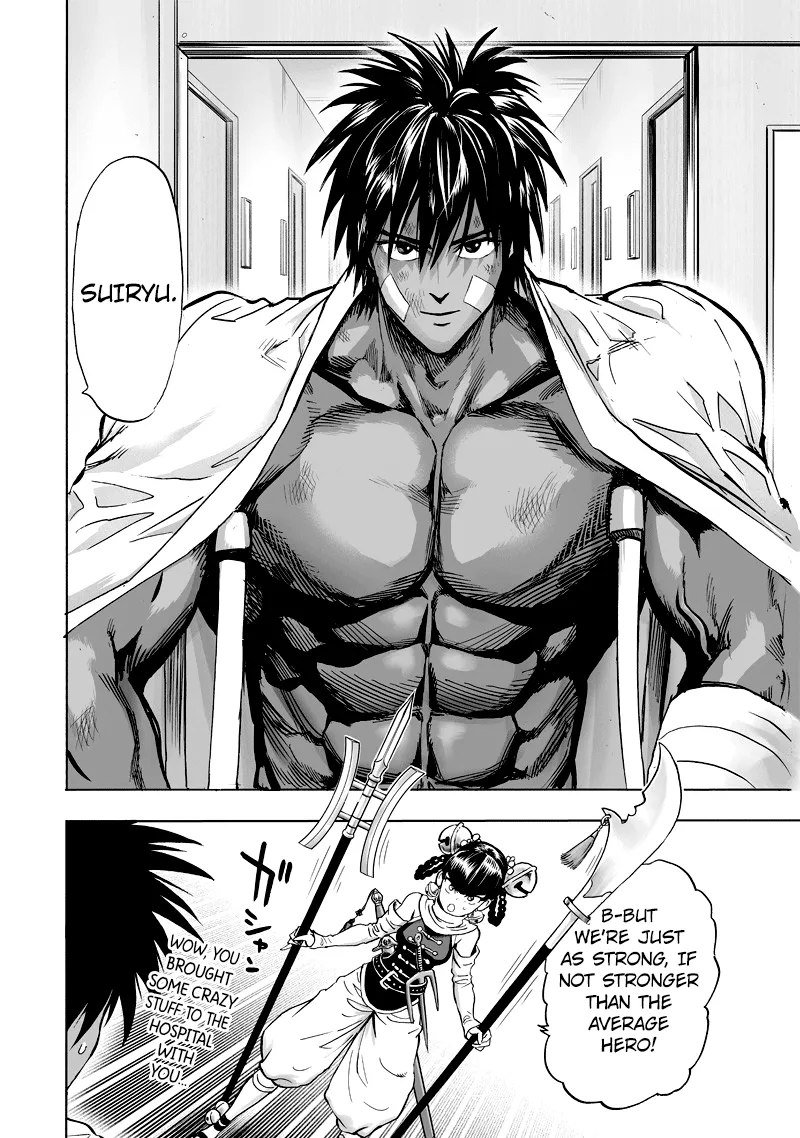 SUIRYU.
B-BUT
WE'RE JUST
AS STRONG, IF
NOT STRONGER
THAN THE
AVERAGE
HERO!
ガシャン
WOW, YOU
BROUGHT
SOME CRAZY
STUFF TO THE
HOSPITAL
WITH
YOU...